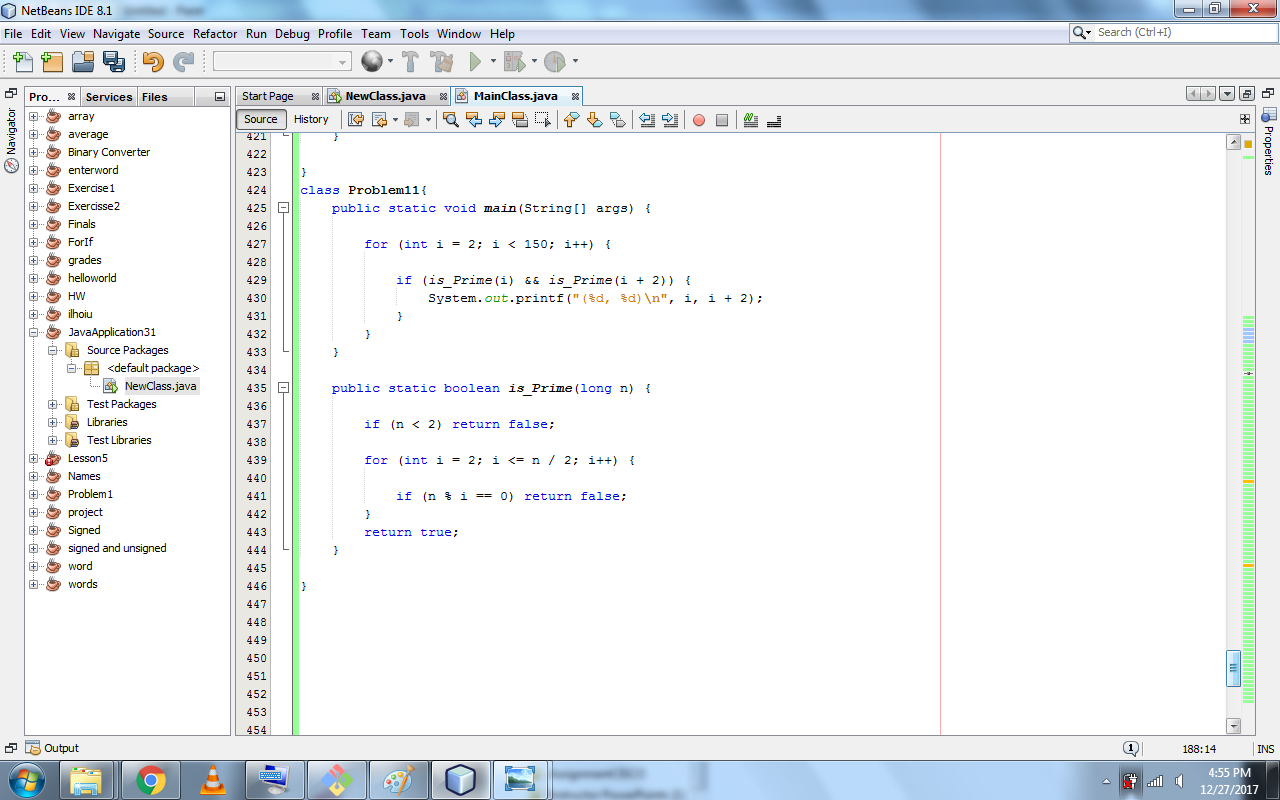 NetBeans IDE 8.1
File Edit View Navigate Source Refactor Run Debug Profile Team Tools Window Help
Search (Ctrl+I)
Pro... Services Files
Start Page NewClass.java MainClass.java
Navigator
Source History
Properties
array
average
Binary Converter
enterword
Exercise1
Exercisse2
Finals
ForIf
grades
helloworld
HW
ilhoiu
JavaApplication31
Source Packages
<default package>
NewClass.java
Test Packages
Libraries
Test Libraries
Lesson5
Names
Problem1
project
Signed
signed and unsigned
word
words
421 }
422
423 }
424 class Problem11{
425 public static void main(String[] args) {
426
427 for (int i = 2; i < 150; i++) {
428
429 if (is_Prime(i) && is_Prime(i + 2)) {
430 System.out.printf("(%d, %d)\n", i, i + 2);
431 }
432 }
433 }
434
435 public static boolean is_Prime(long n) {
436
437 if (n < 2) return false;
438
439 for (int i = 2; i <= n / 2; i++) {
440
441 if (n % i == 0) return false;
442 }
443 return true;
444 }
445
446 }
447
448
449
450
451
452
453
454
Output
1
188:14
INS
4:55 PM
12/27/2017